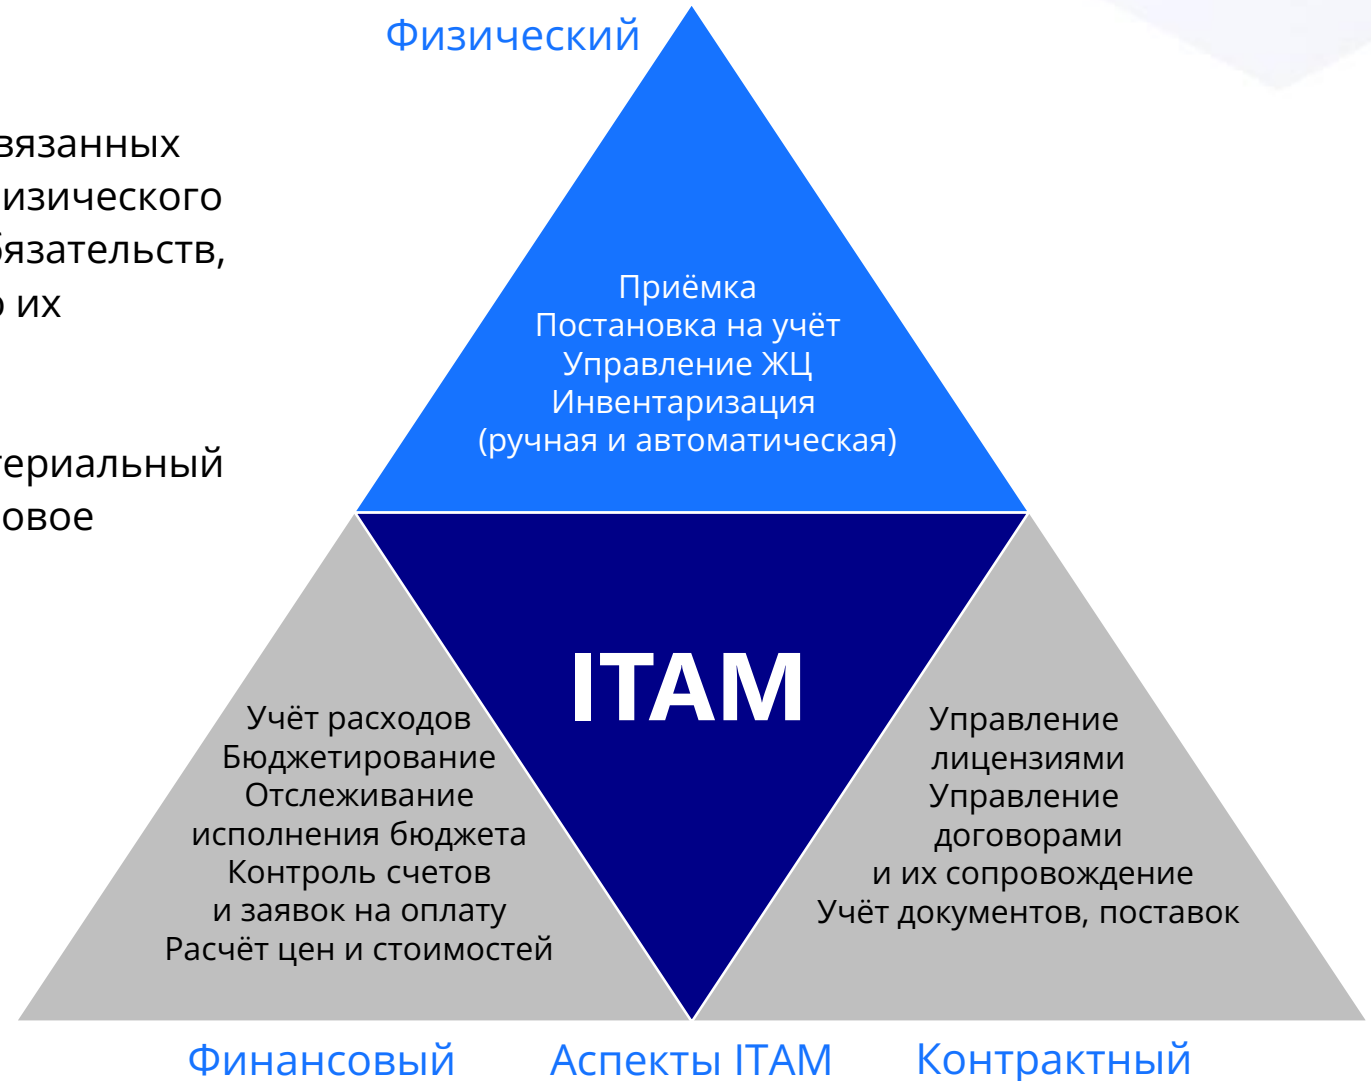 Физический
вязанных
изического
бязательств,
о их
териальный
овое
Приёмка
Постановка на учёт
Управление ЖЦ
Инвентаризация
(ручная и автоматическая)
ITAM
Учёт расходов
Бюджетирование
Отслеживание
исполнения бюджета
Контроль счетов
и заявок на оплату
Расчёт цен и стоимостей
Управление
лицензиями
Управление
договорами
и их сопровождение
Учёт документов, поставок
Финансовый
Аспекты ITAM
Контрактный